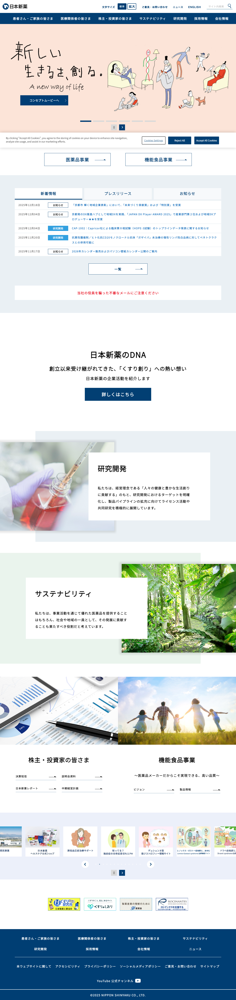 日本新薬
文字サイズ 標準 拡大 ご意見・お問い合わせ ニュース ENGLISH サイト内検索
患者さん・ご家族の皆さま 医療関係者の皆さま 株主・投資家の皆さま サステナビリティ 研究開発 採用情報 会社情報
新しい
生きるを、創る。
A new way of life
コンセプトムービーへ
By clicking "Accept All Cookies", you agree to the storing of cookies on your device to enhance site navigation,
analyze site usage, and assist in our marketing efforts.
Cookies Settings Reject All Accept All Cookies
医薬品事業 機能食品事業
新着情報 プレスリリース お知らせ
2025年12月18日 お知らせ 「京都市 輝く地域企業表彰」において、「未来づくり貢献賞」および「特別賞」を受賞
2025年12月04日 お知らせ 京都発のDX推進ハブとして地域DXを実践、「JAPAN DX Player AWARD 2025」で産業部門第２位および地域DXプ
ロデューサー★★を受賞
2025年12月04日 研究開発 CAP-1002：Capricor社による臨床第Ⅲ相試験（HOPE-3試験）のトップラインデータ発表に関するお知らせ
2025年11月20日 研究開発 抗悪性腫瘍剤／ヒト化抗CD20モノクローナル抗体「ガザイバ」未治療の慢性リンパ性白血病に対してベネトクラク
スとの併用可能に
2025年11月17日 お知らせ 2026年カレンダー販売およびパソコン壁紙カレンダー公開のご案内
一覧
当社の役員を騙った不審なメールにご注意ください
日本新薬のDNA
創立以来受け継がれてきた、「くすり創り」への熱い想い
日本新薬の企業活動を紹介します
詳しくはこちら
研究開発
私たちは、経営理念である「人々の健康と豊かな生活創り
に貢献する」のもと、研究開発におけるターゲットを明確
化し、製品パイプラインの拡充に向けてライセンス活動や
共同研究を積極的に展開しています。
サステナビリティ
私たちは、事業活動を通じて優れた医薬品を提供すること
はもちろん、社会や地域の一員として、その発展に貢献す
ることも果たすべき役割だと考えています。
株主・投資家の皆さま
決算短信 説明会資料
日本新薬レポート 中期経営計画
機能食品事業
～医薬品メーカーだからこそ実現できる、高い品質～
ビジョン 製品情報
受託事業
日本新薬
ヘルスケア公式ショップ
肺高血圧症治療サポート
知ってる？
強皮症の合併症息切れとPH
デュシェンヌ型
筋ジストロフィー情報サイト
レノックス・ガストー症候群と、あゆむ
Lennox-Gastaut syndrome治療情報サイト
ドラベ症候群と、
Dravet syndrome治療
くすり研究所
日本製薬工業協会
くすりのこと、見る、知るサイト
くすりのしおり
製薬産業の理解のために
製薬協
ROCINANTES
ロシナンテスを支援する
患者さん・ご家族の皆さま 医療関係者の皆さま 株主・投資家の皆さま サステナビリティ
研究開発 採用情報 会社情報 ニュース
本ウェブサイトに関して アクセシビリティ プライバシーポリシー ソーシャルメディアポリシー ご意見・お問い合わせ サイトマップ
YouTube 公式チャンネル
©2025 NIPPON SHINYAKU CO., LTD.